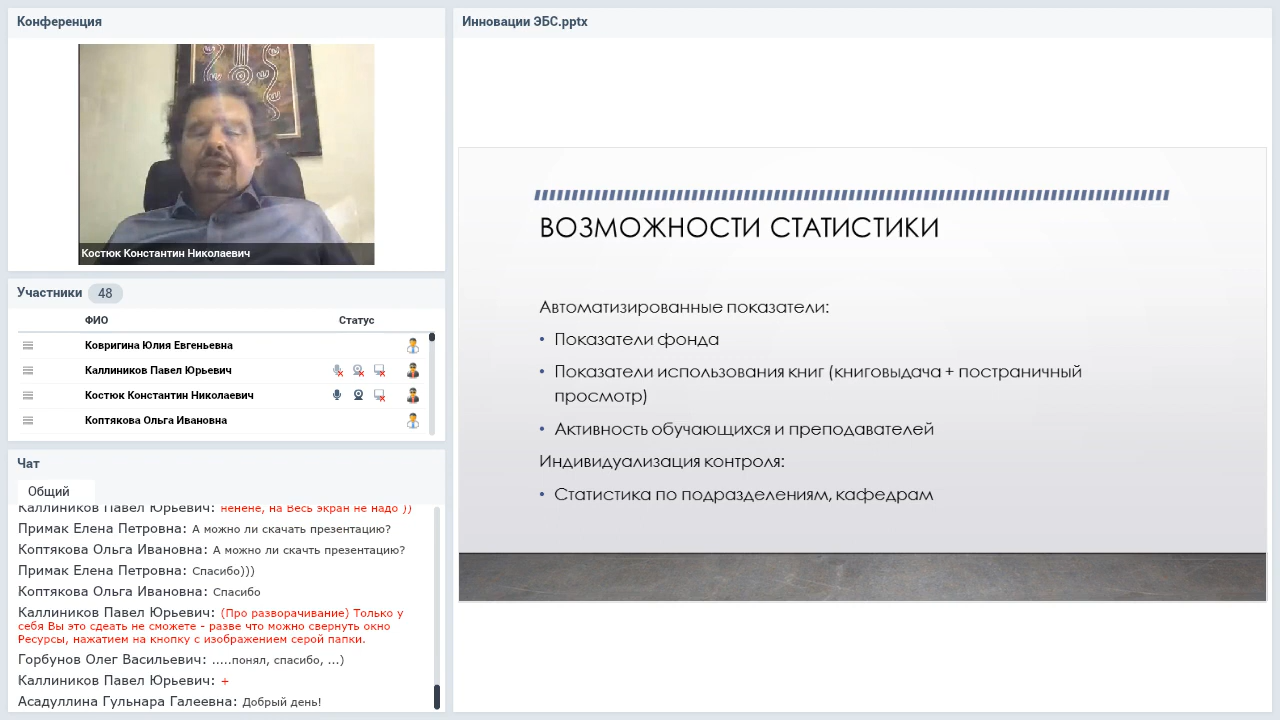 Конференция
Костюк Константин Николаевич
Участники 48
ФИО Статус
Ковригина Юлия Евгеньевна
Каллиников Павел Юрьевич
Костюк Константин Николаевич
Коптякова Ольга Ивановна
Чат
Общий
Каллиников Павел Юрьевич: ненене, на Весь экран не надо ))
Примак Елена Петровна: А можно ли скачать презентацию?
Коптякова Ольга Ивановна: А можно ли скачть презентацию?
Примак Елена Петровна: Спасибо)))
Коптякова Ольга Ивановна: Спасибо
Каллиников Павел Юрьевич: (Про разворачивание) Только у
себя Вы это сдеать не сможете - разве что можно свернуть окно
Ресурсы, нажатием на кнопку с изображением серой папки.
Горбунов Олег Васильевич: .....понял, спасибо, ...)
Каллиников Павел Юрьевич: +
Асадуллина Гульнара Галеевна: Добрый день!
Инновации ЭБС.pptx
ВОЗМОЖНОСТИ СТАТИСТИКИ
Автоматизированные показатели:
• Показатели фонда
• Показатели использования книг (книговыдача + постраничный
просмотр)
• Активность обучающихся и преподавателей
Индивидуализация контроля:
• Статистика по подразделениям, кафедрам